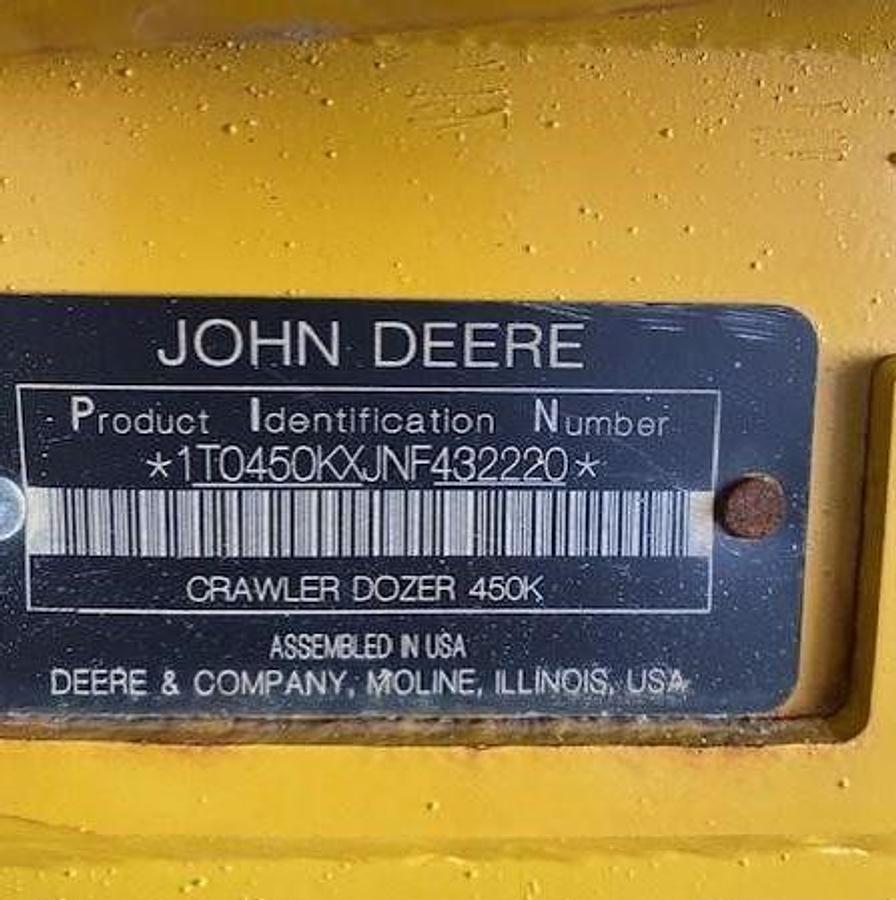 JOHN DEERE
Product Identification Number
*1T0450KXJNF432220*
CRAWLER DOZER 450K
ASSEMBLED IN USA
DEERE & COMPANY, MOLINE, ILLINOIS, USA